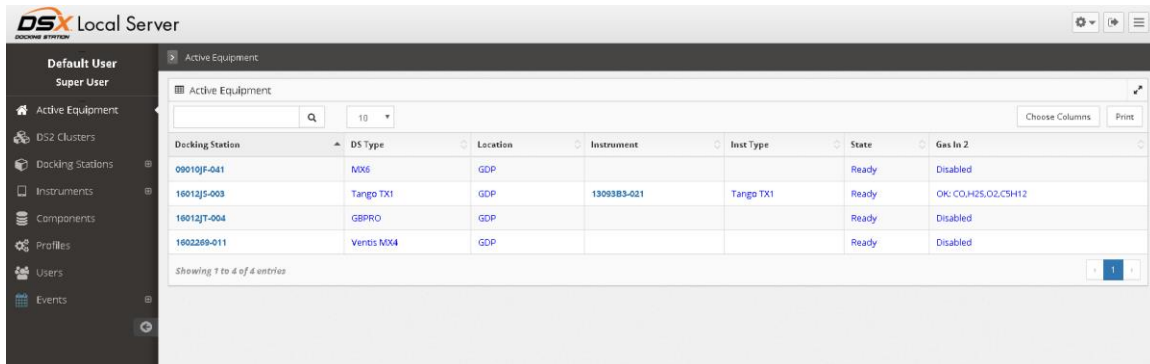 DSX Local Server
DOCKING STATION
Default User
Super User
Active Equipment
DS2 Clusters
Docking Stations
Instruments
Components
Profiles
Users
Events
Active Equipment
Active Equipment
10
Choose Columns Print
Docking Station DS Type Location Instrument Inst Type State Gas In 2
09010JF-041 MX6 GDP Ready Disabled
16012JS-003 Tango TX1 GDP 13093B3-021 Tango TX1 Ready OK: CO,H2S,O2,C5H12
16012JT-004 GBPRO GDP Ready Disabled
1602269-011 Ventis MX4 GDP Ready Disabled
Showing 1 to 4 of 4 entries
1